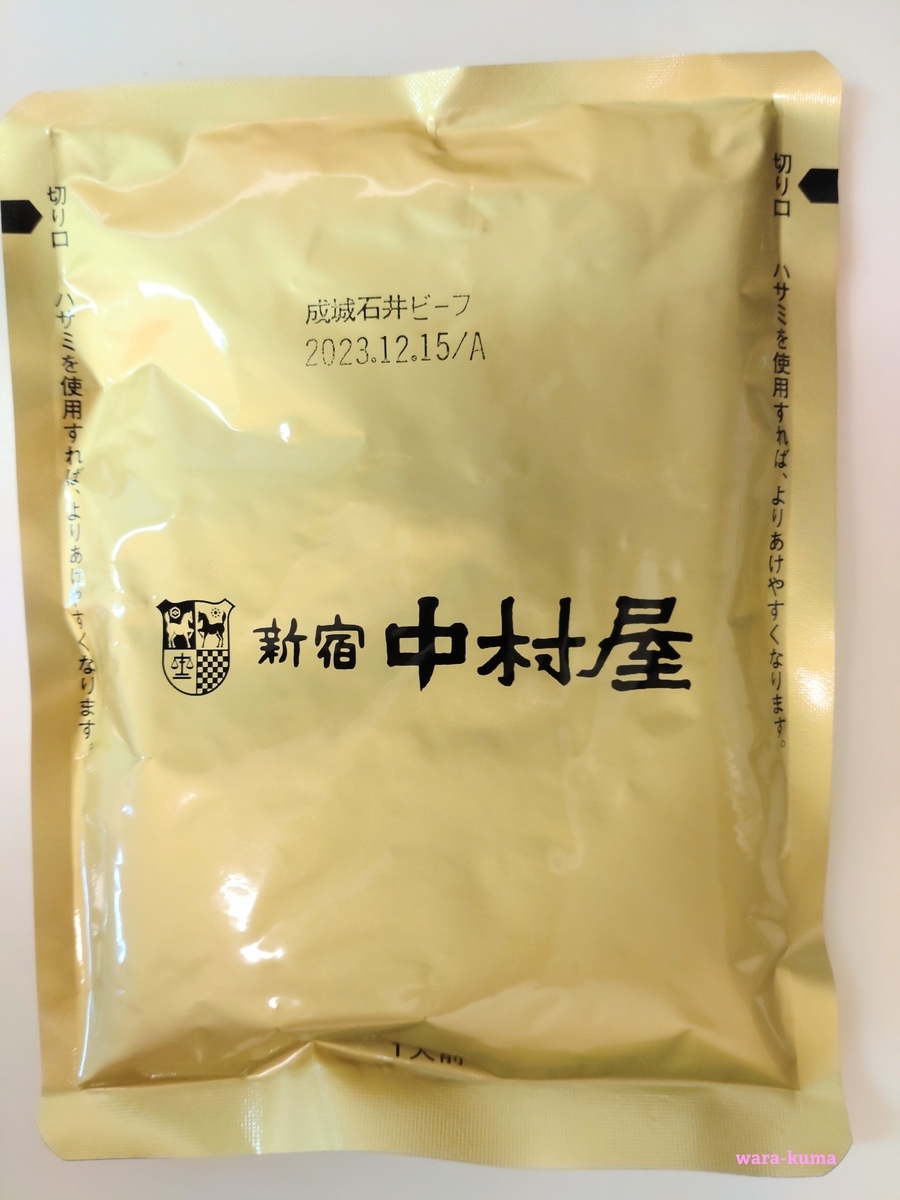 切り口 ハサミを使用すれば、よりあけやすくなります。
切り口 ハサミを使用すれば、よりあけやすくなります。
成城石井ビーフ
2023.12.15/A
新宿 中村屋
1人前
wara-kuma